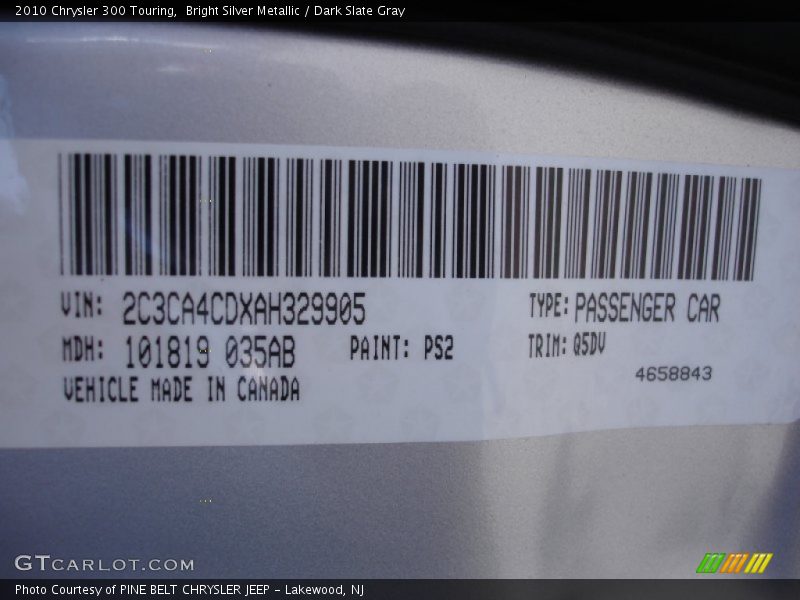 2010 Chrysler 300 Touring,  Bright Silver Metallic / Dark Slate Gray
VIN: 2C3CA4CDXAH329905 TYPE: PASSENGER CAR
MDH: 101819 035AB PAINT: PS2 TRIM: Q5DV
4658843
VEHICLE MADE IN CANADA
GTCARLOT.COM
Photo Courtesy of PINE BELT CHRYSLER JEEP - Lakewood, NJ